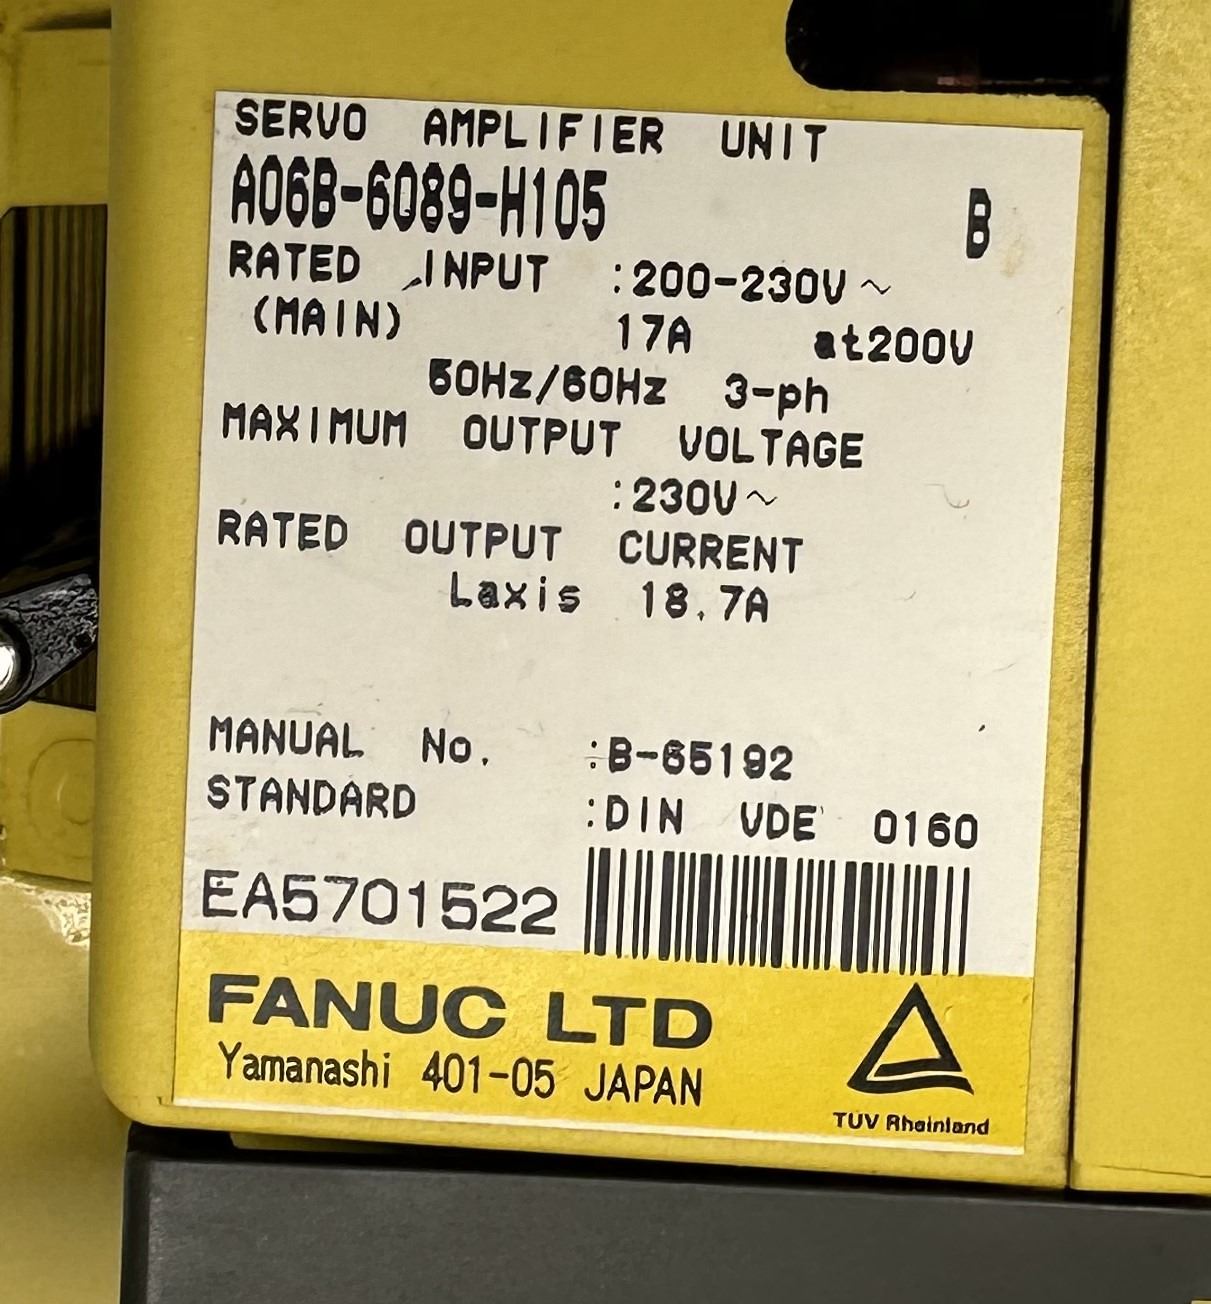 SERVO AMPLIFIER UNIT
A06B-6089-H105 B
RATED INPUT :200-230V~
(MAIN) 17A at200V
50Hz/60Hz 3-ph
MAXIMUM OUTPUT VOLTAGE
:230V~
RATED OUTPUT CURRENT
Laxis 18.7A
MANUAL No. :B-65192
STANDARD :DIN VDE 0160
EA5701522
FANUC LTD
Yamanashi 401-05 JAPAN
TUV Rheinland